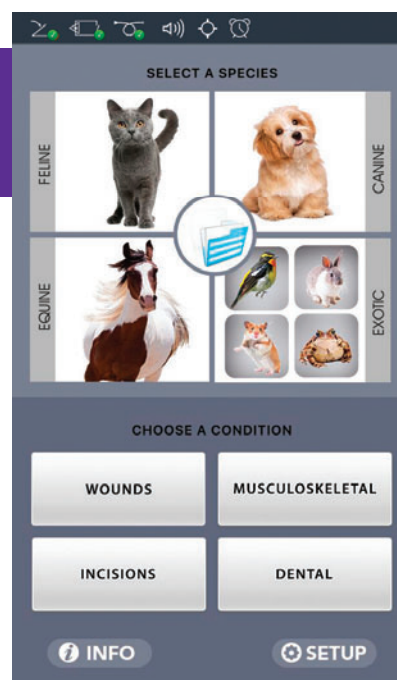 SELECT A SPECIES
FELINE
CANINE
EQUINE
EXOTIC
CHOOSE A CONDITION
WOUNDS
MUSCULOSKELETAL
INCISIONS
DENTAL
INFO
SETUP